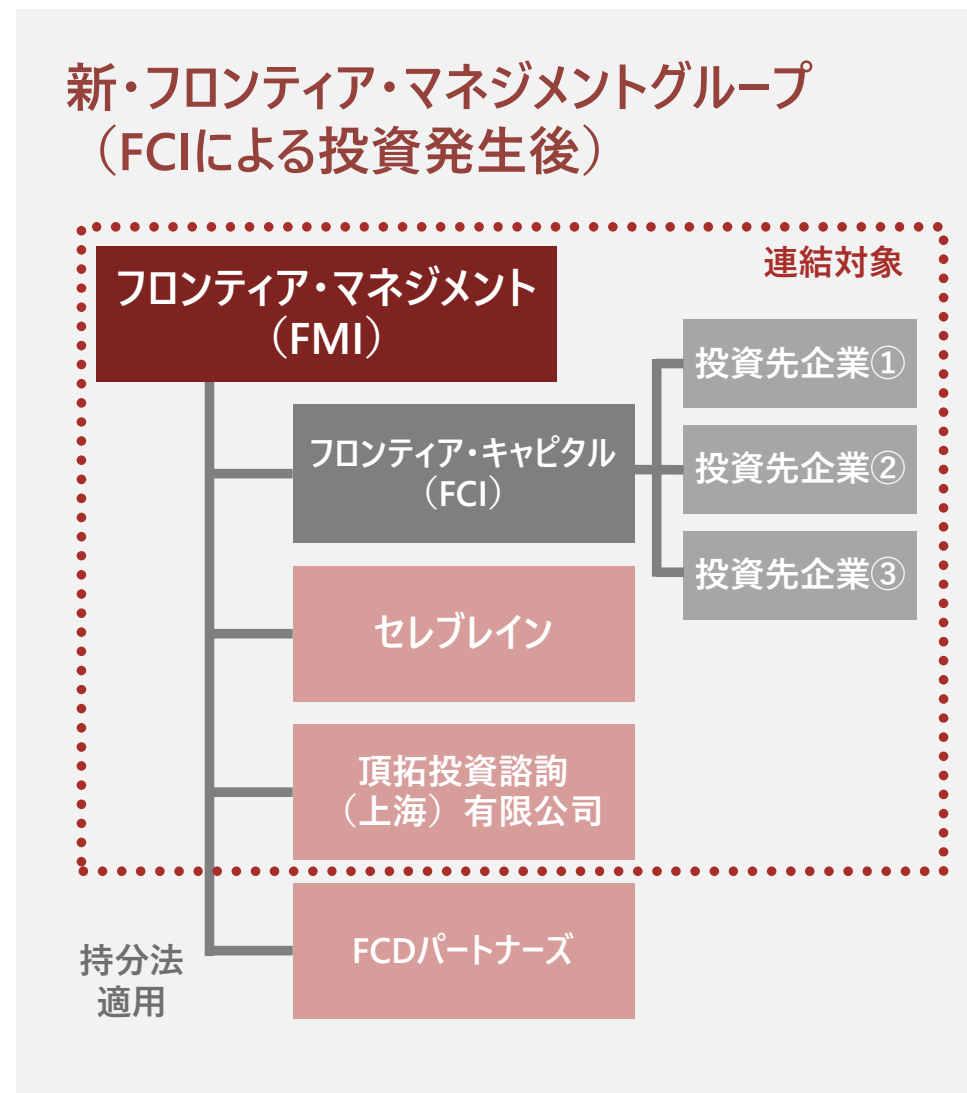 新・フロンティア・マネジメントグループ
（FCIによる投資発生後）
連結対象
フロンティア・マネジメント
（FMI）
投資先企業①
フロンティア・キャピタル
（FCI）
投資先企業②
投資先企業③
セレブレイン
頂拓投資諮詢
（上海）有限公司
持分法
適用
FCDパートナーズ